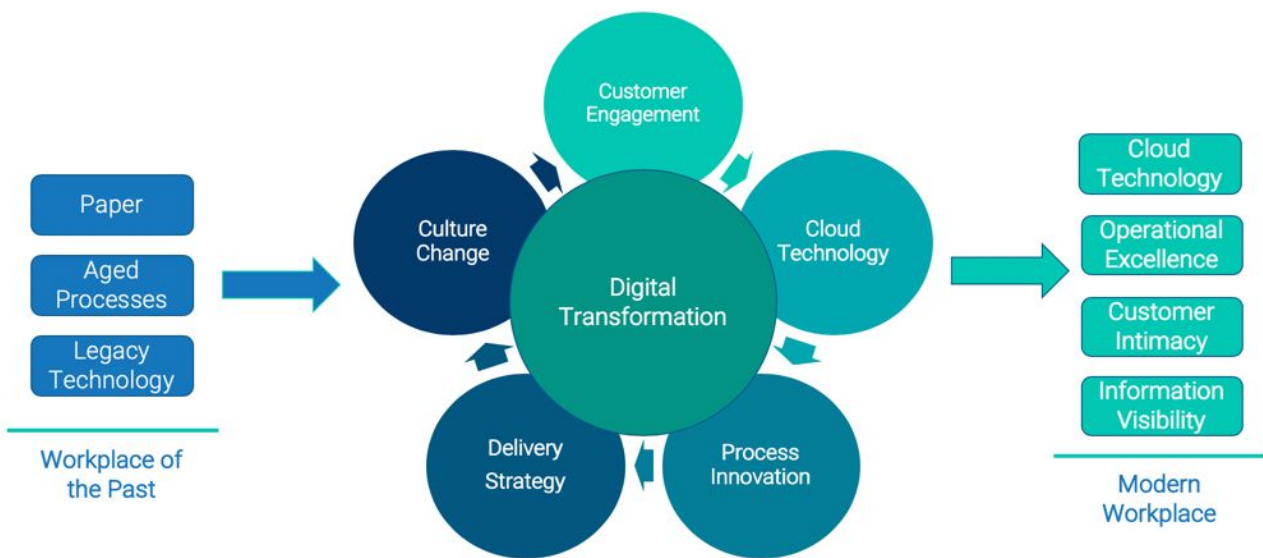 Paper
Aged
Processes
Legacy
Technology
Workplace of
the Past
Customer
Engagement
Culture
Change
Cloud
Technology
Digital
Transformation
Delivery
Strategy
Process
Innovation
Cloud
Technology
Operational
Excellence
Customer
Intimacy
Information
Visibility
Modern
Workplace